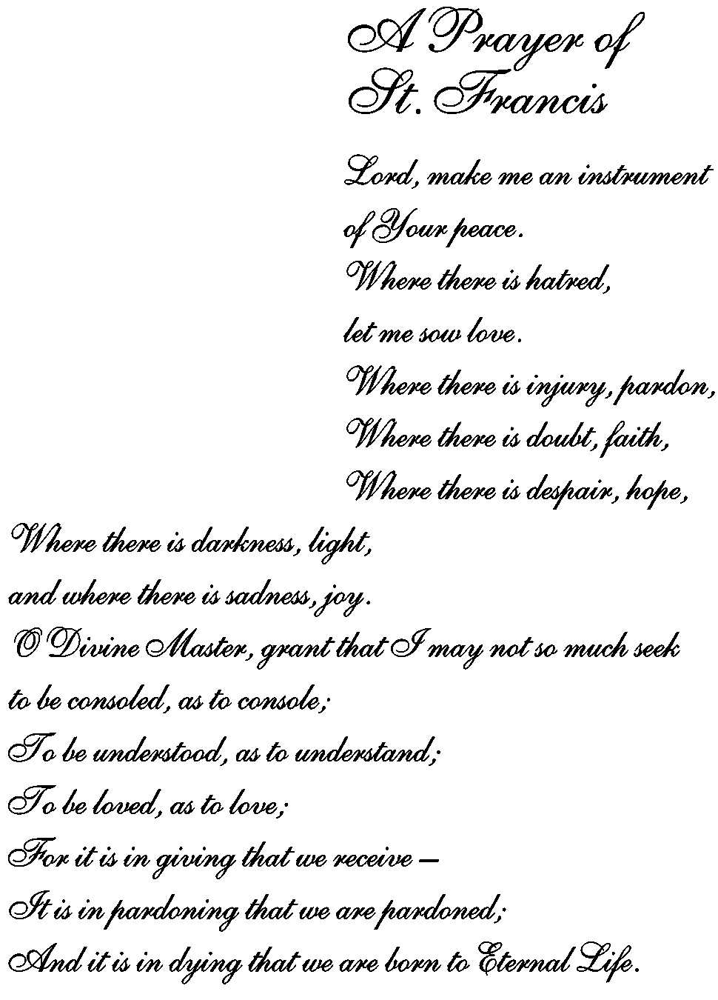 A Prayer of
St. Francis
Lord, make me an instrument
of Your peace.
Where there is hatred,
let me sow love.
Where there is injury, pardon,
Where there is doubt, faith,
Where there is despair, hope,
Where there is darkness, light,
and where there is sadness, joy.
O Divine Master, grant that I may not so much seek
to be consoled, as to console;
To be understood, as to understand;
To be loved, as to love;
For it is in giving that we receive –
It is in pardoning that we are pardoned;
And it is in dying that we are born to Eternal Life.